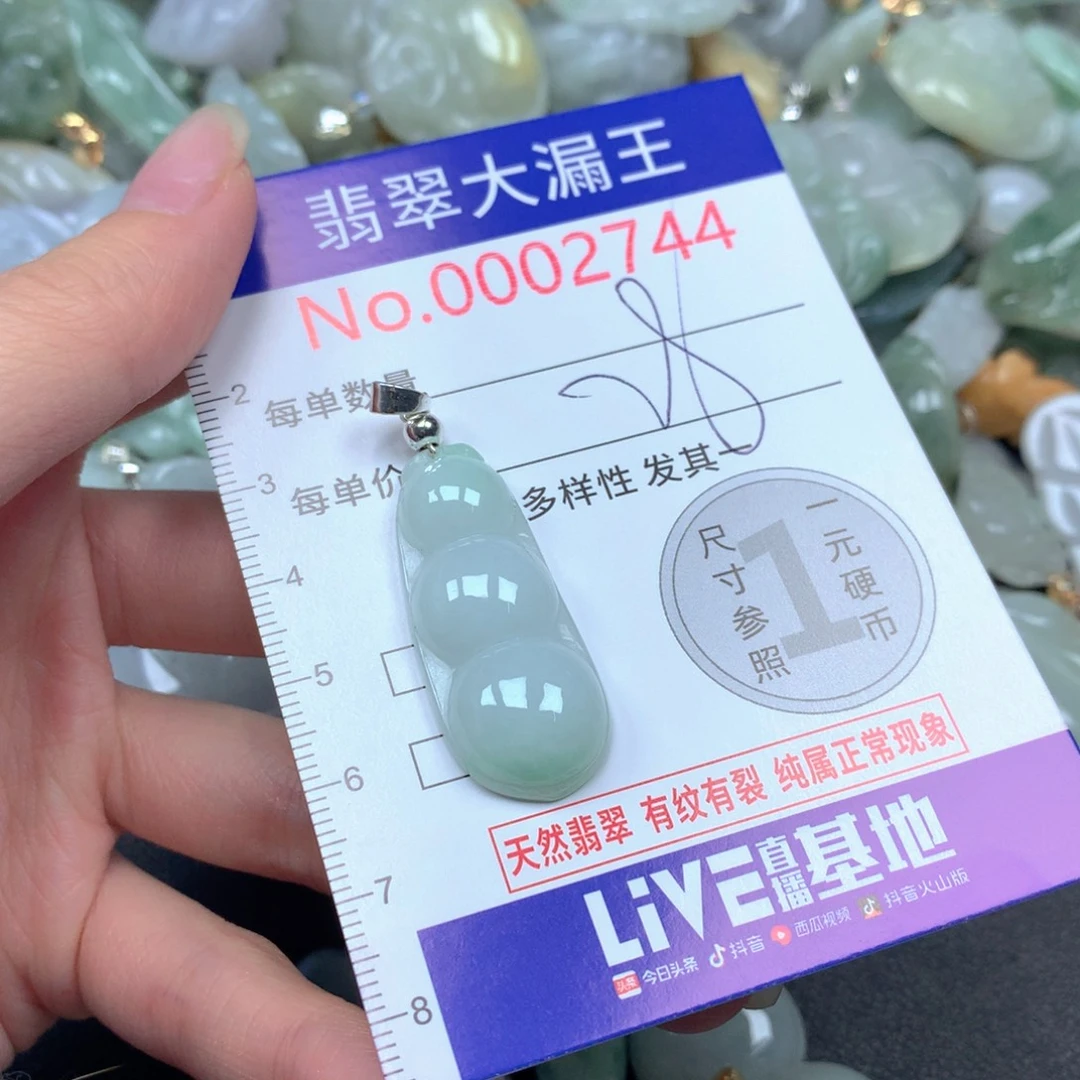 翡翠大漏王
No.0002744
每单数量
每单价
多样性 发其一
尺寸参照
1
一元硬币
2
3
4
5
6
7
8
天然翡翠 有纹有裂 纯属正常现象
LiVE直播基地
头条 今日头条 抖音 西瓜视频 抖音火山版